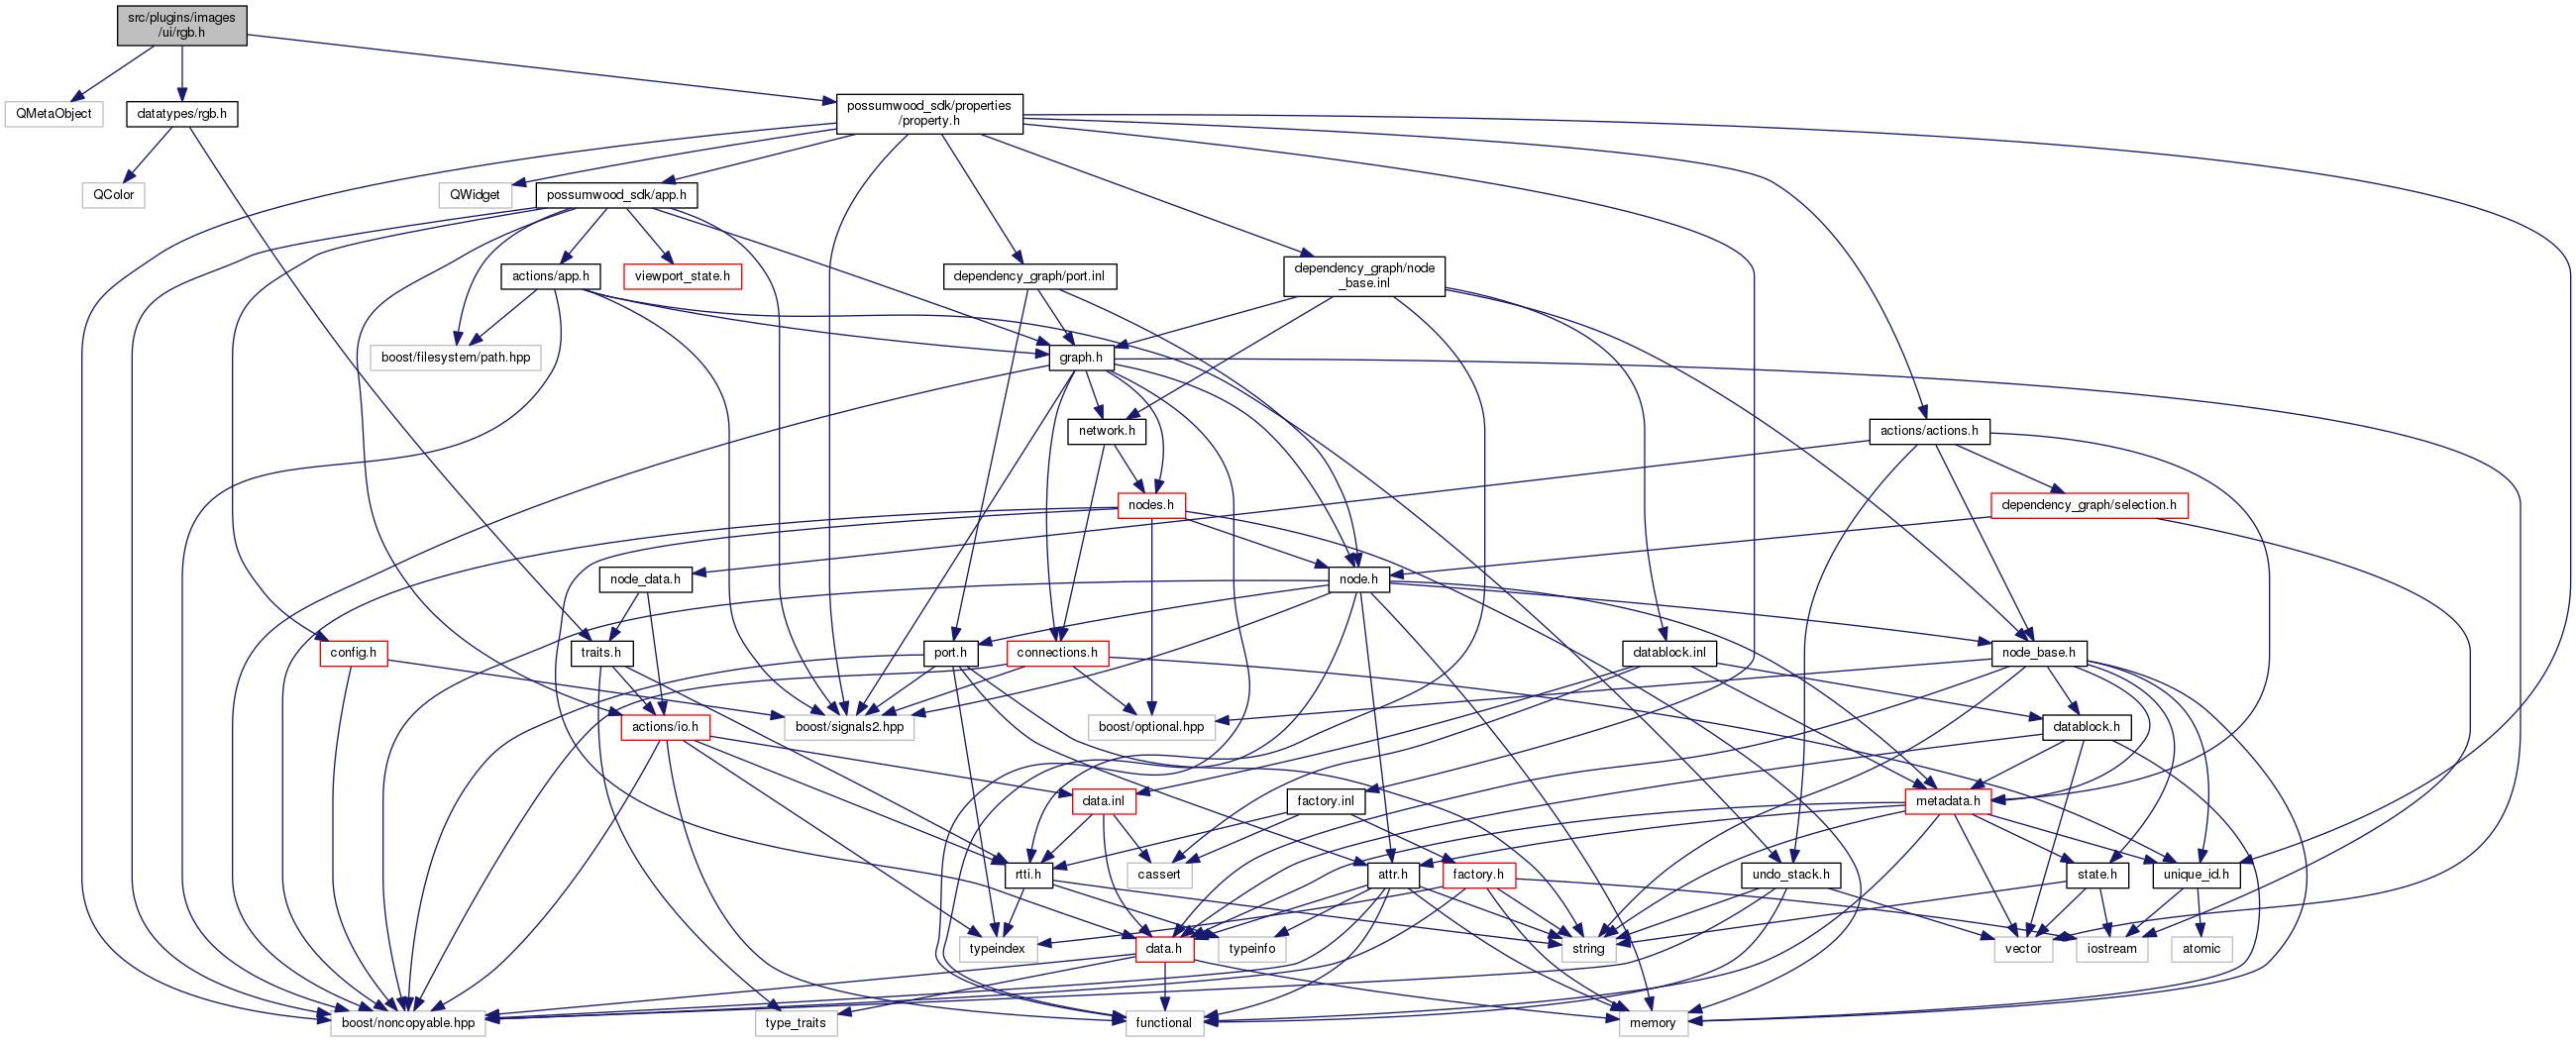 src/plugins/images
/ui/rgb.h
QMetaObject
datatypes/rgb.h
possumwood_sdk/properties
/property.h
QColor
QWidget
possumwood_sdk/app.h
actions/app.h
viewport_state.h
dependency_graph/port.inl
dependency_graph/node
_base.inl
boost/filesystem/path.hpp
graph.h
network.h
actions/actions.h
nodes.h
dependency_graph/selection.h
node_data.h
node.h
config.h
traits.h
port.h
connections.h
datablock.inl
node_base.h
actions/io.h
boost/signals2.hpp
boost/optional.hpp
datablock.h
data.inl
factory.inl
metadata.h
rtti.h
cassert
attr.h
factory.h
undo_stack.h
state.h
unique_id.h
typeindex
data.h
typeinfo
string
vector
iostream
atomic
boost/noncopyable.hpp
type_traits
functional
memory